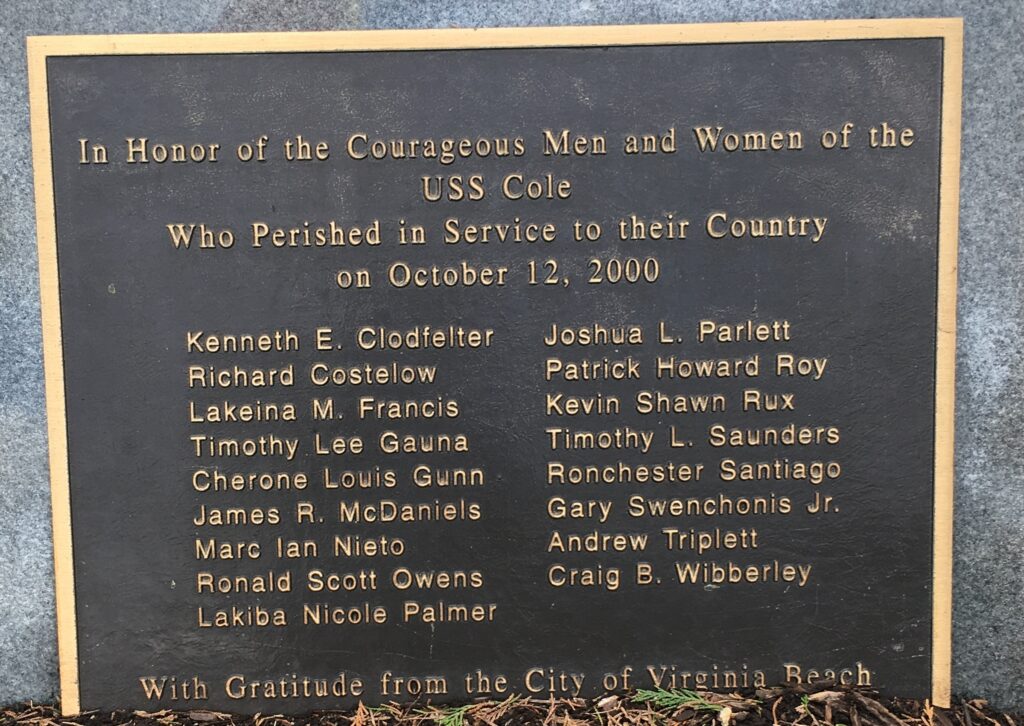 In Honor of the Courageous Men and Women of the
USS Cole
Who Perished in Service to their Country
on October 12, 2000
Kenneth E. Clodfelter
Richard Costelow
Lakeina M. Francis
Timothy Lee Gauna
Cherone Louis Gunn
James R. McDaniels
Marc Ian Nieto
Ronald Scott Owens
Lakiba Nicole Palmer
Joshua L. Parlett
Patrick Howard Roy
Kevin Shawn Rux
Timothy L. Saunders
Ronchester Santiago
Gary Swenchonis Jr.
Andrew Triplett
Craig B. Wibberley
With Gratitude from the City of Virginia Beach